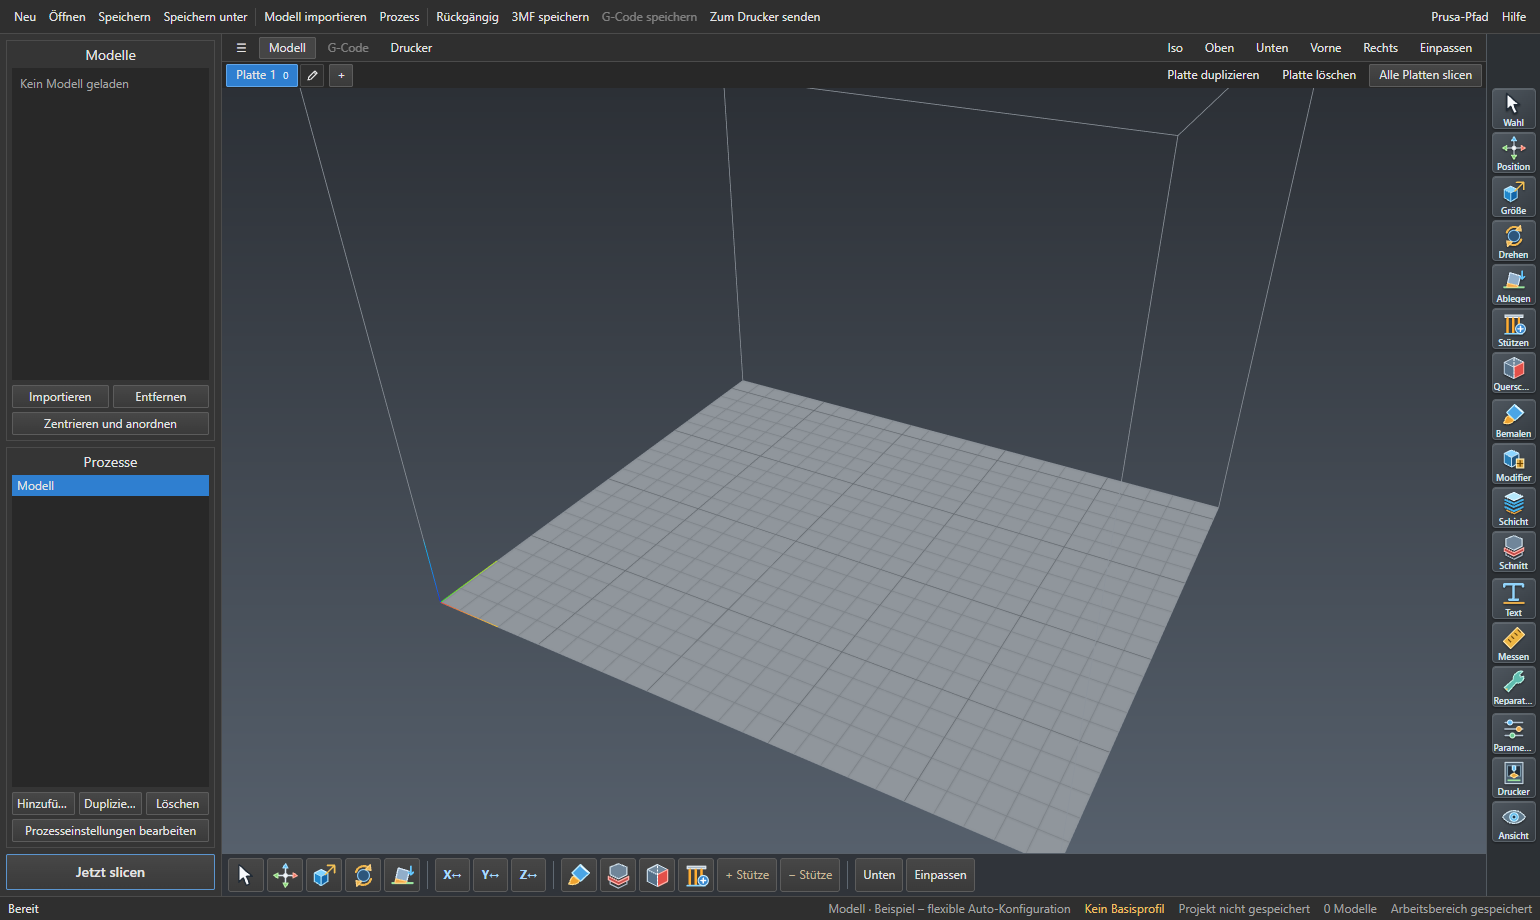 Neu Öffnen Speichern Speichern unter Modell importieren Prozess Rückgängig 3MF speichern G-Code speichern Zum Drucker senden Prusa-Pfad Hilfe
Modelle
Kein Modell geladen
Importieren Entfernen
Zentrieren und anordnen
Prozesse
Modell
Hinzufü... Duplizie... Löschen
Prozesseinstellungen bearbeiten
Jetzt slicen
☰ Modell G-Code Drucker Iso Oben Unten Vorne Rechts Einpassen
Platte 1 0 + Platte duplizieren Platte löschen Alle Platten slicen
Wahl
Position
Größe
Drehen
Ablegen
Stützen
Quersc...
Bemalen
Modifier
Schicht
Schnitt
Text
Messen
Reparat...
Parame...
Drucker
Ansicht
X↔ Y↔ Z↔ + Stütze − Stütze Unten Einpassen
Bereit Modell · Beispiel – flexible Auto-Konfiguration Kein Basisprofil Projekt nicht gespeichert 0 Modelle Arbeitsbereich gespeichert